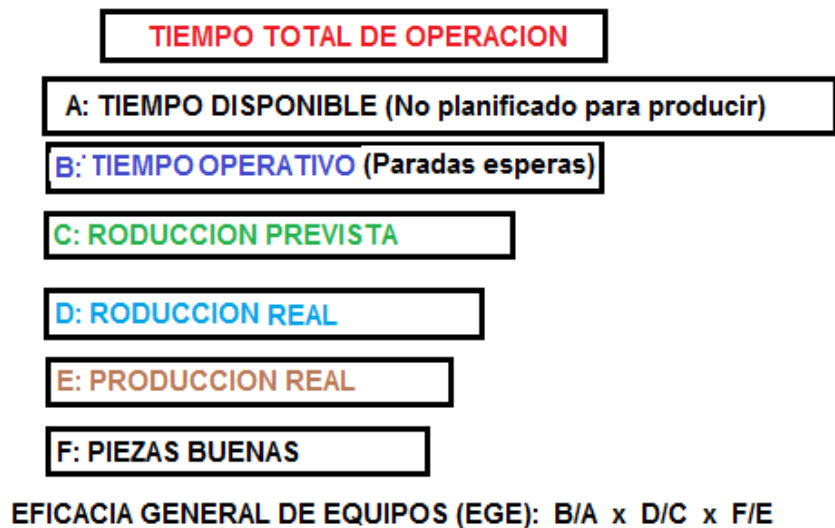 TIEMPO TOTAL DE OPERACION
A: TIEMPO DISPONIBLE (No planificado para producir)
B: TIEMPO OPERATIVO (Paradas esperas)
C: RODUCCION PREVISTA
D: RODUCCION REAL
E: PRODUCCION REAL
F: PIEZAS BUENAS
EFICACIA GENERAL DE EQUIPOS (EGE): B/A x D/C x F/E